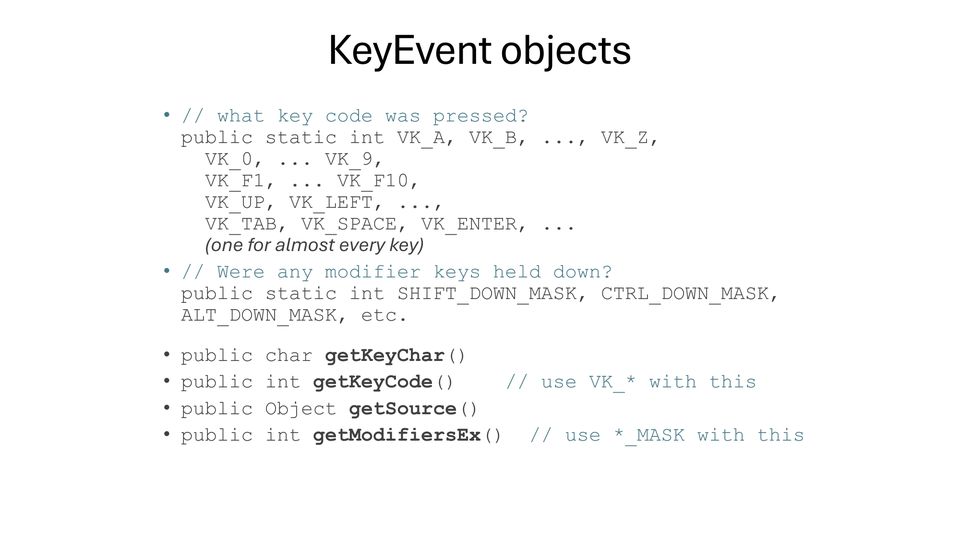 KeyEvent objects
• // what key code was pressed?
public static int VK_A, VK_B, ..., VK_Z,
VK_0, ... VK_9,
VK_F1, ... VK_F10,
VK_UP, VK_LEFT, ...,
VK_TAB, VK_SPACE, VK_ENTER, ...
(one for almost every key)
• // Were any modifier keys held down?
public static int SHIFT_DOWN_MASK, CTRL_DOWN_MASK,
ALT_DOWN_MASK, etc.
• public char getKeyChar()
• public int getKeyCode() // use VK_* with this
• public Object getSource()
• public int getModifiersEx() // use *_MASK with this